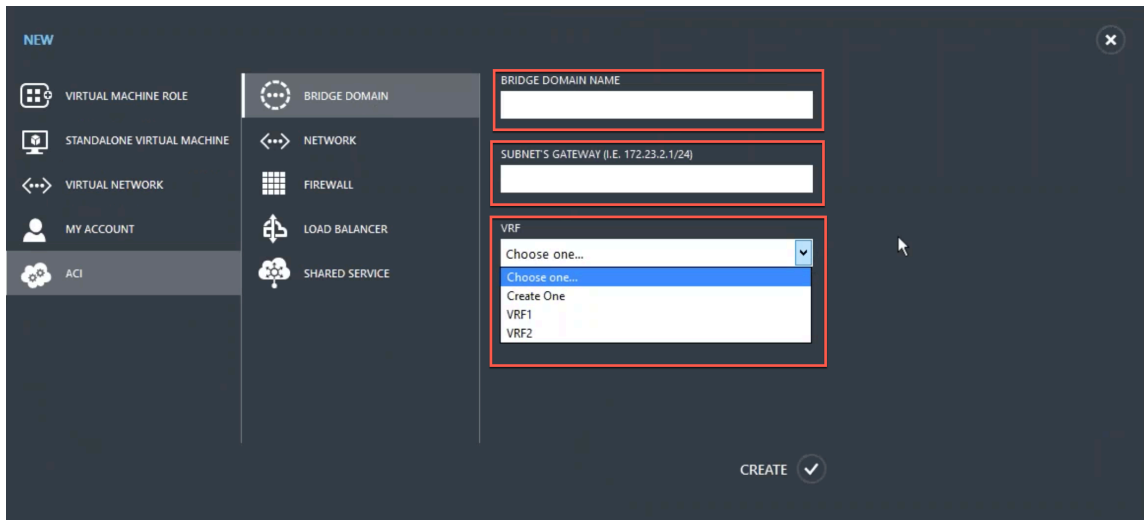 NEW
VIRTUAL MACHINE ROLE
STANDALONE VIRTUAL MACHINE
VIRTUAL NETWORK
MY ACCOUNT
ACI
BRIDGE DOMAIN
NETWORK
FIREWALL
LOAD BALANCER
SHARED SERVICE
BRIDGE DOMAIN NAME
SUBNET'S GATEWAY (I.E. 172.23.2.1/24)
VRF
Choose one...
Choose one...
Create One
VRF1
VRF2
CREATE